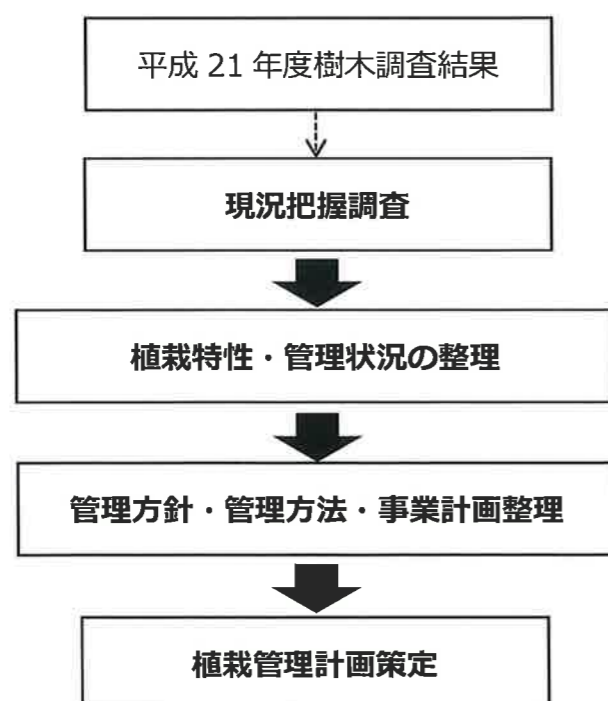 平成 21 年度樹木調査結果
現況把握調査
植栽特性・管理状況の整理
管理方針・管理方法・事業計画整理
植栽管理計画策定